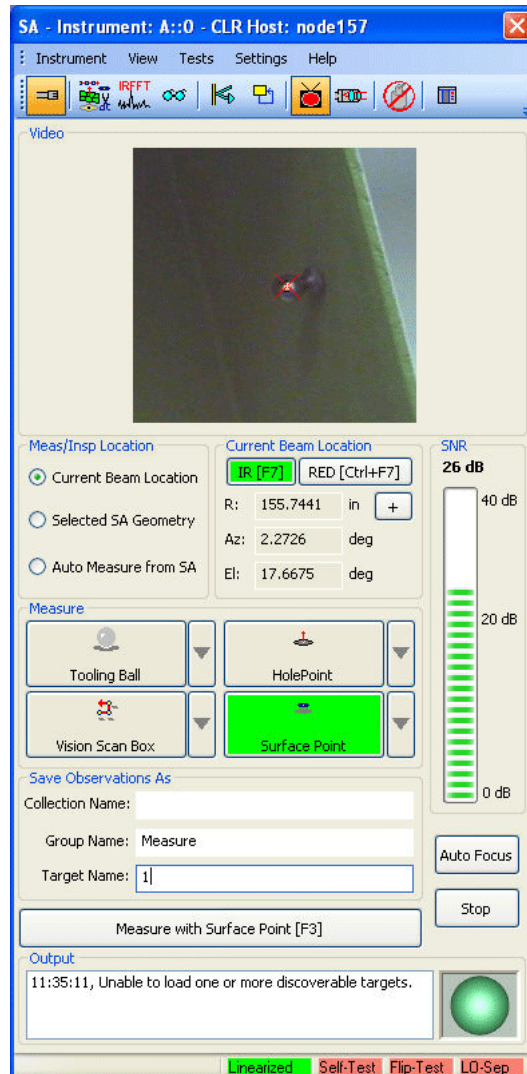 SA - Instrument: A::0 - CLR Host: node157
Instrument View Tests Settings Help
IRFFT
Video
Meas/Insp Location
Current Beam Location
Selected SA Geometry
Auto Measure from SA
Current Beam Location
IR [F7] RED [Ctrl+F7]
R: 155.7441 in +
Az: 2.2726 deg
El: 17.6675 deg
SNR
26 dB
40 dB
20 dB
0 dB
Measure
Tooling Ball
HolePoint
Vision Scan Box
Surface Point
Save Observations As
Collection Name:
Group Name: Measure
Target Name: 1
Auto Focus
Stop
Measure with Surface Point [F3]
Output
11:35:11, Unable to load one or more discoverable targets.
Linearized Self-Test Flip-Test LO-Sep